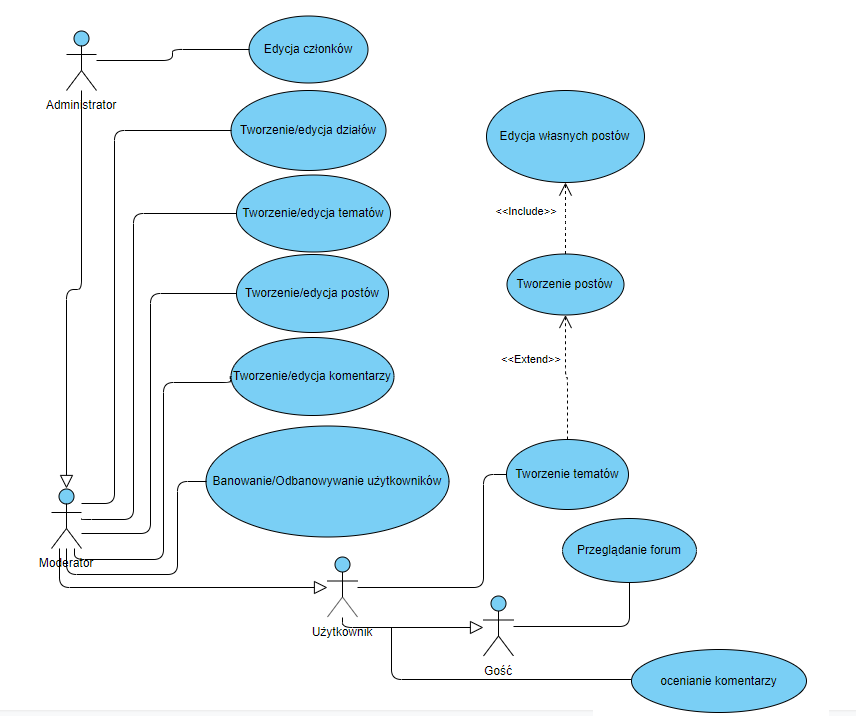 Edycja członków
Administrator
Tworzenie/edycja działów
Edycja własnych postów
Tworzenie/edycja tematów
<<Include>>
Tworzenie/edycja postów
Tworzenie postów
<<Extend>>
Tworzenie/edycja komentarzy
Banowanie/Odbanowywanie użytkowników
Tworzenie tematów
Przeglądanie forum
Moderator
Użytkownik
Gość
ocenianie komentarzy